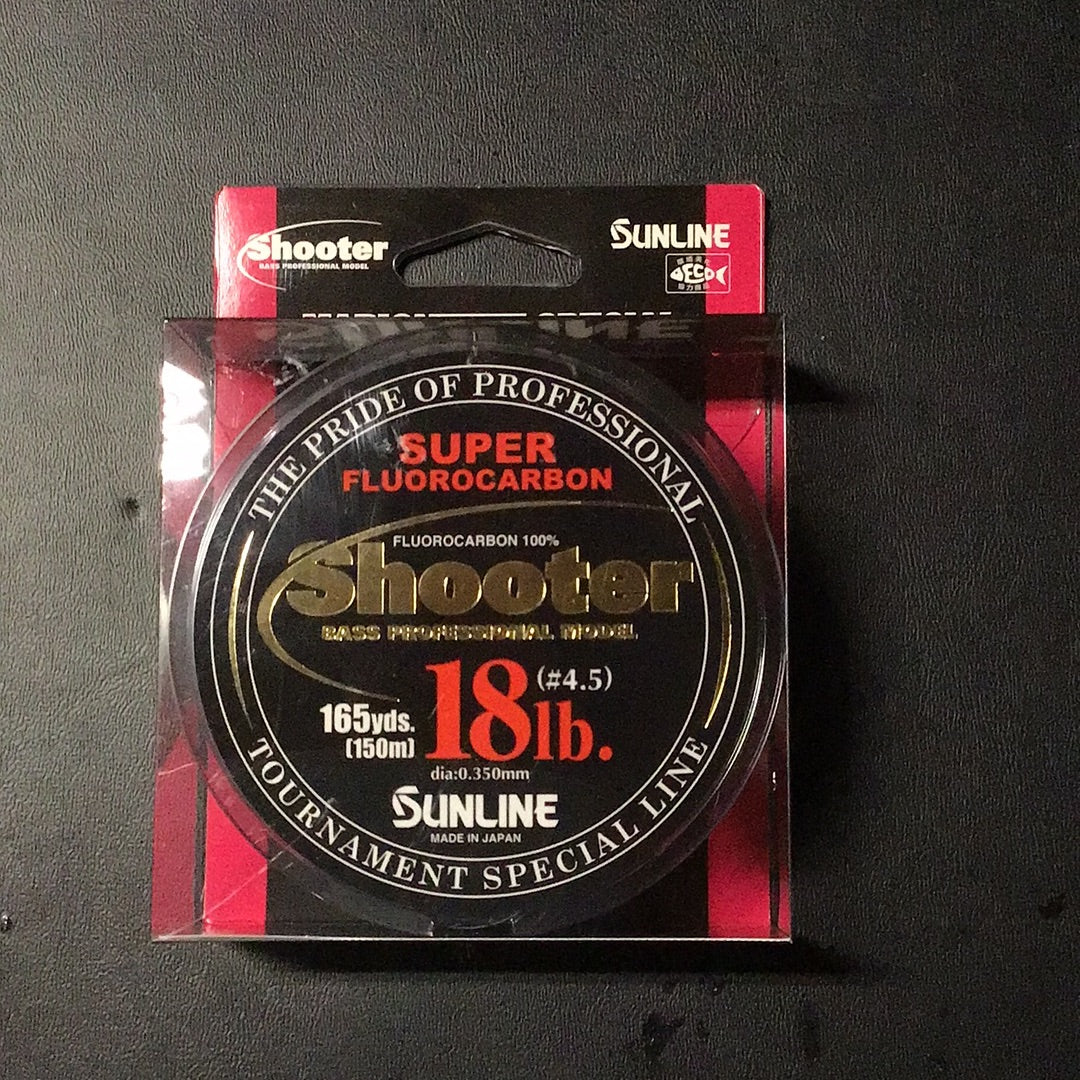 Shooter
BASS PROFESSIONAL MODEL
SUNLINE
ECO
THE PRIDE OF PROFESSIONAL
SUPER
FLUOROCARBON
FLUOROCARBON 100%
Shooter
BASS PROFESSIONAL MODEL
18lb. (#4.5)
165yds.
(150m)
dia:0.350mm
SUNLINE
MADE IN JAPAN
TOURNAMENT SPECIAL LINE